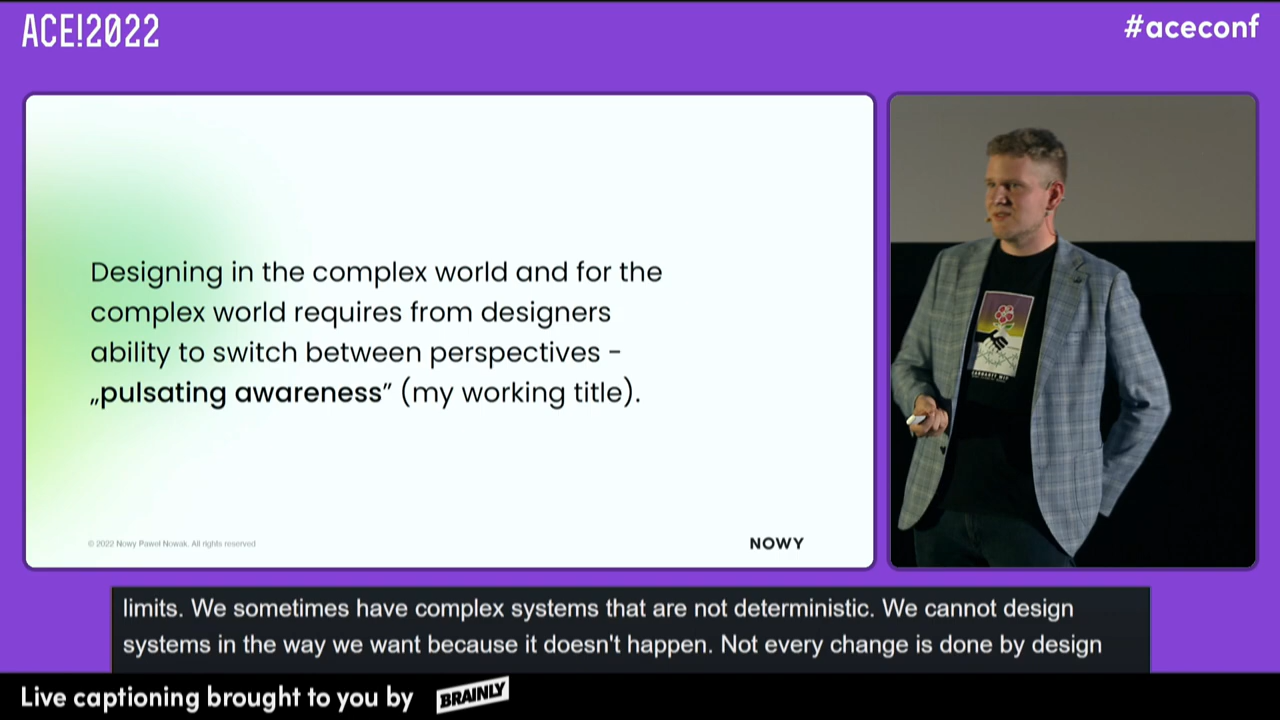 ACE!2022
#aceconf
Designing in the complex world and for the
complex world requires from designers
ability to switch between perspectives -
„pulsating awareness” (my working title).
© 2022 Nowy Paweł Nowak. All rights reserved
NOWY
limits. We sometimes have complex systems that are not deterministic. We cannot design
systems in the way we want because it doesn't happen. Not every change is done by design
Live captioning brought to you by
BRAINLY